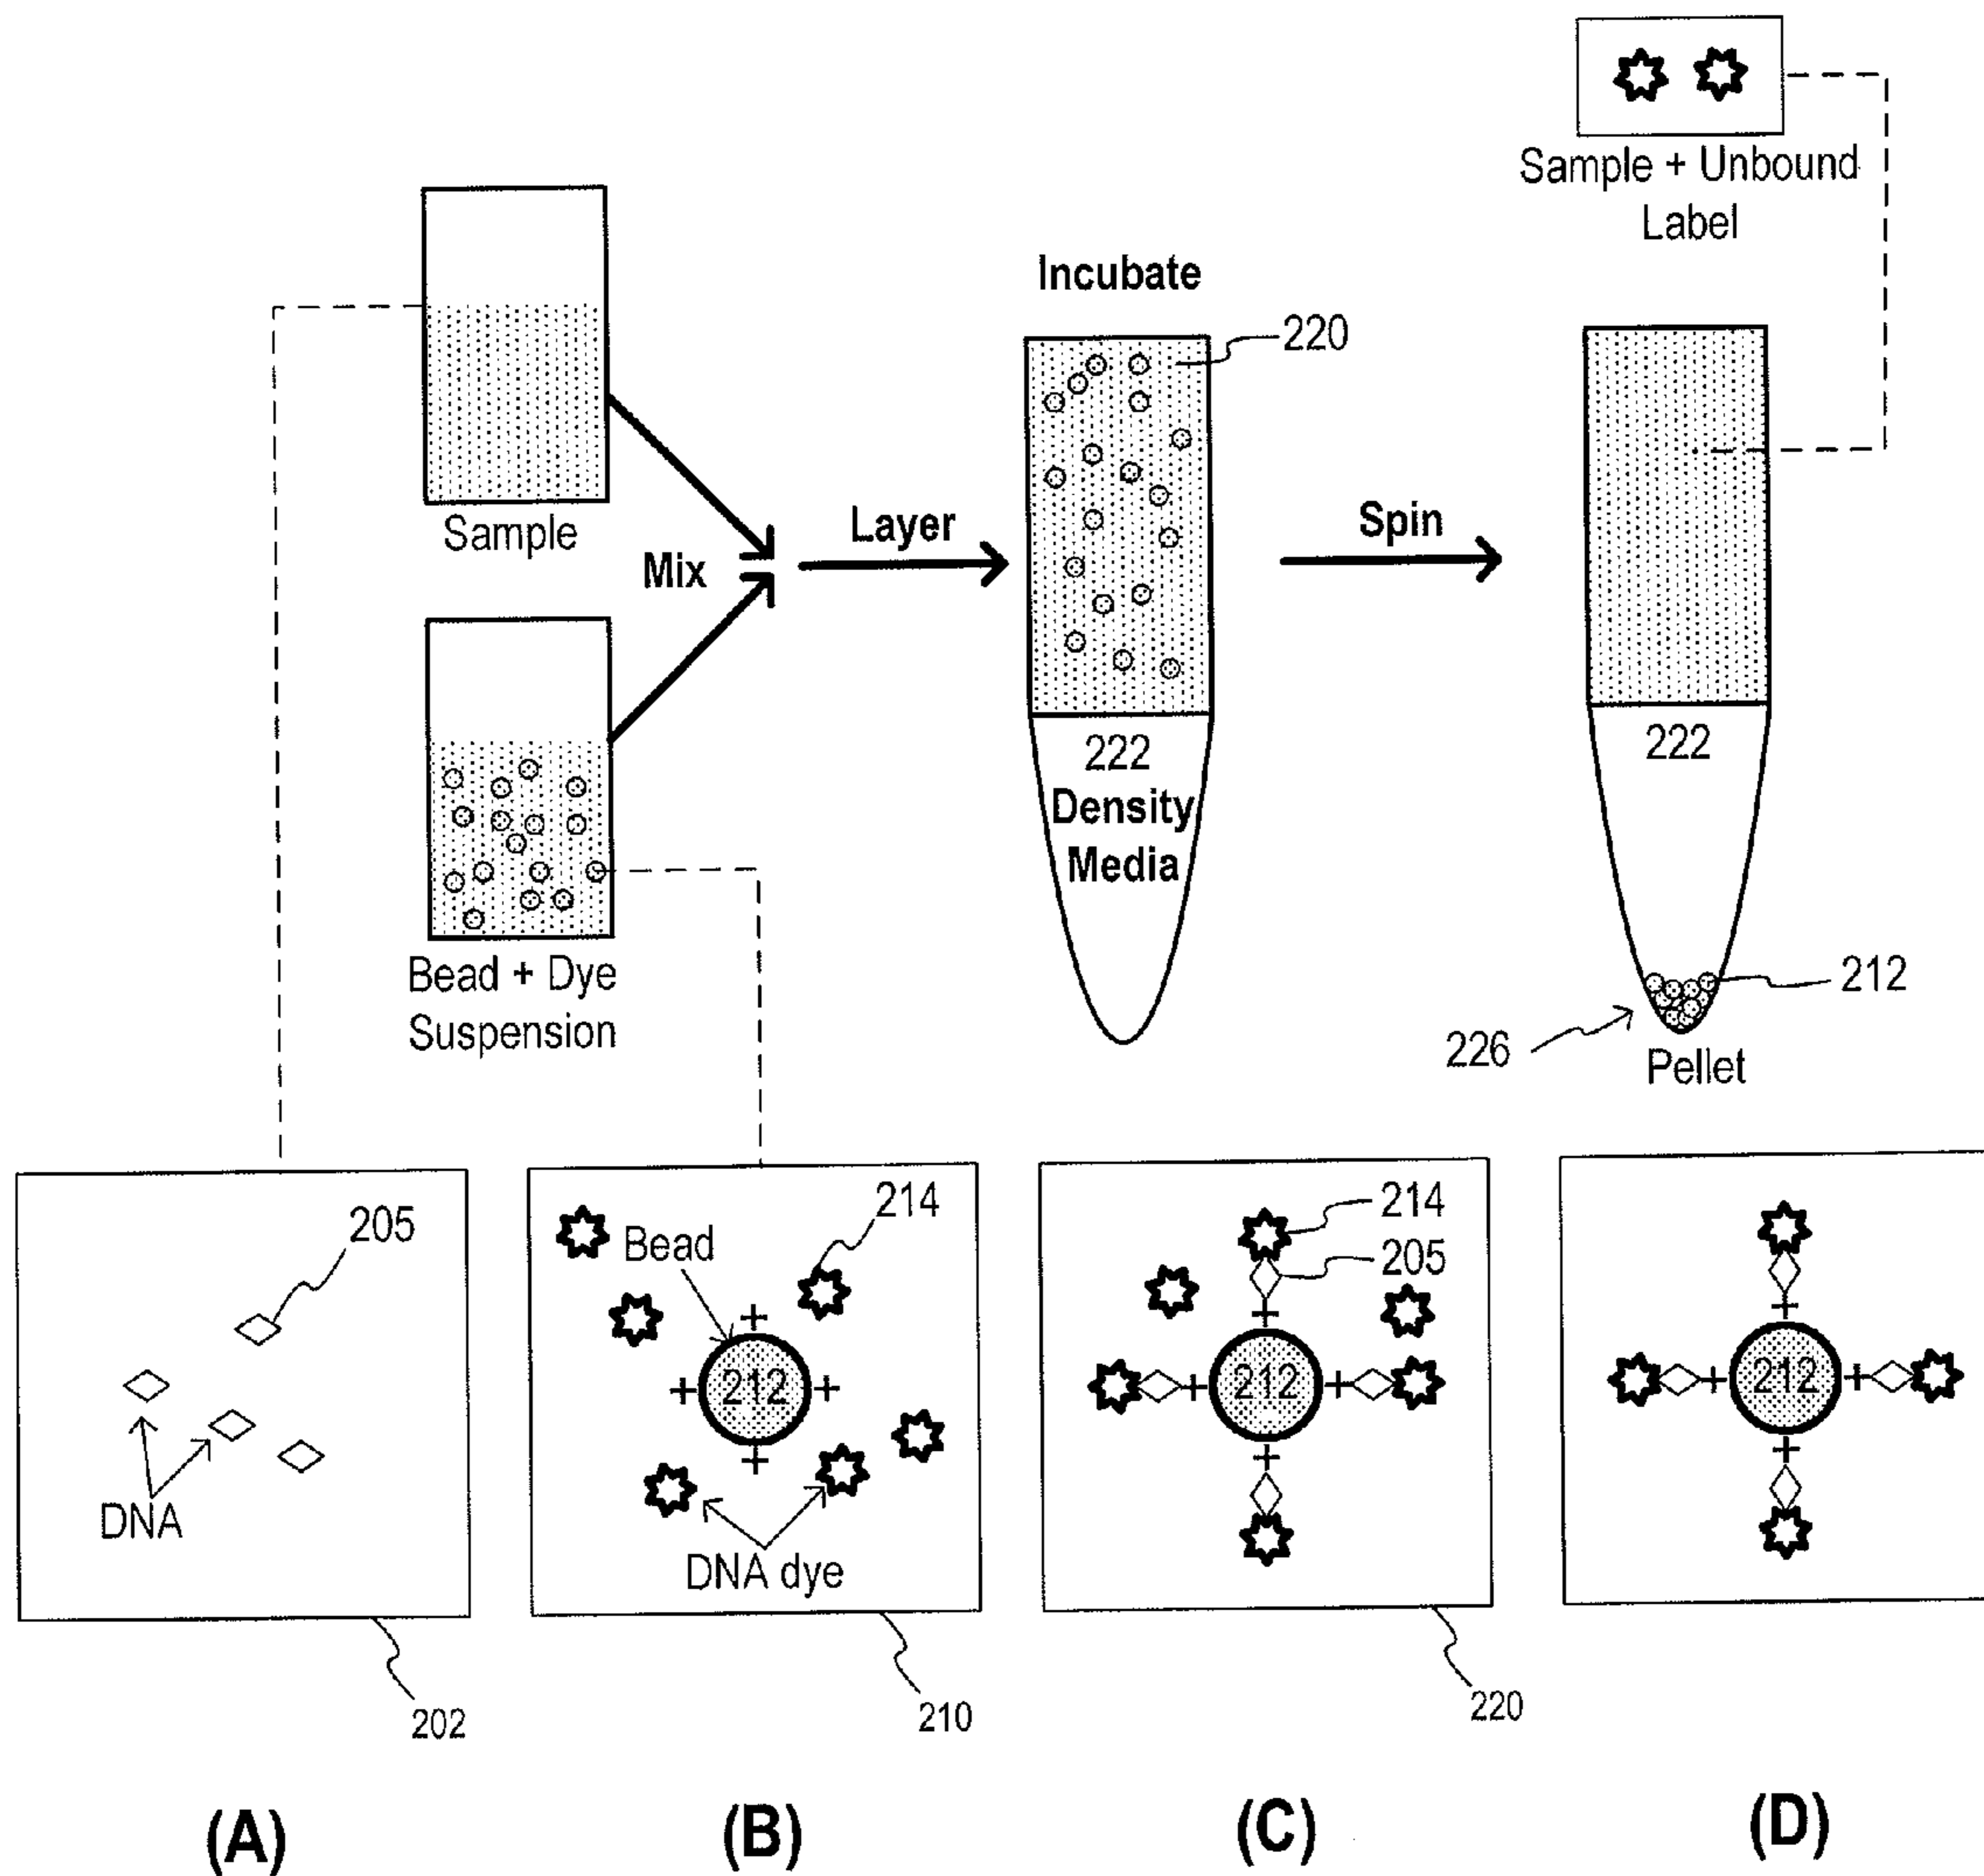 Sample + Unbound
Label
Incubate
220
Sample
Mix
Layer
Spin
222
Density
Media
222
Bead + Dye
Suspension
212
226
Pellet
205
DNA
202
Bead
214
+
+ 212 +
+
DNA dye
210
214
205
+
+ 212 +
+
220
+
+ 212 +
+
(A)
(B)
(C)
(D)